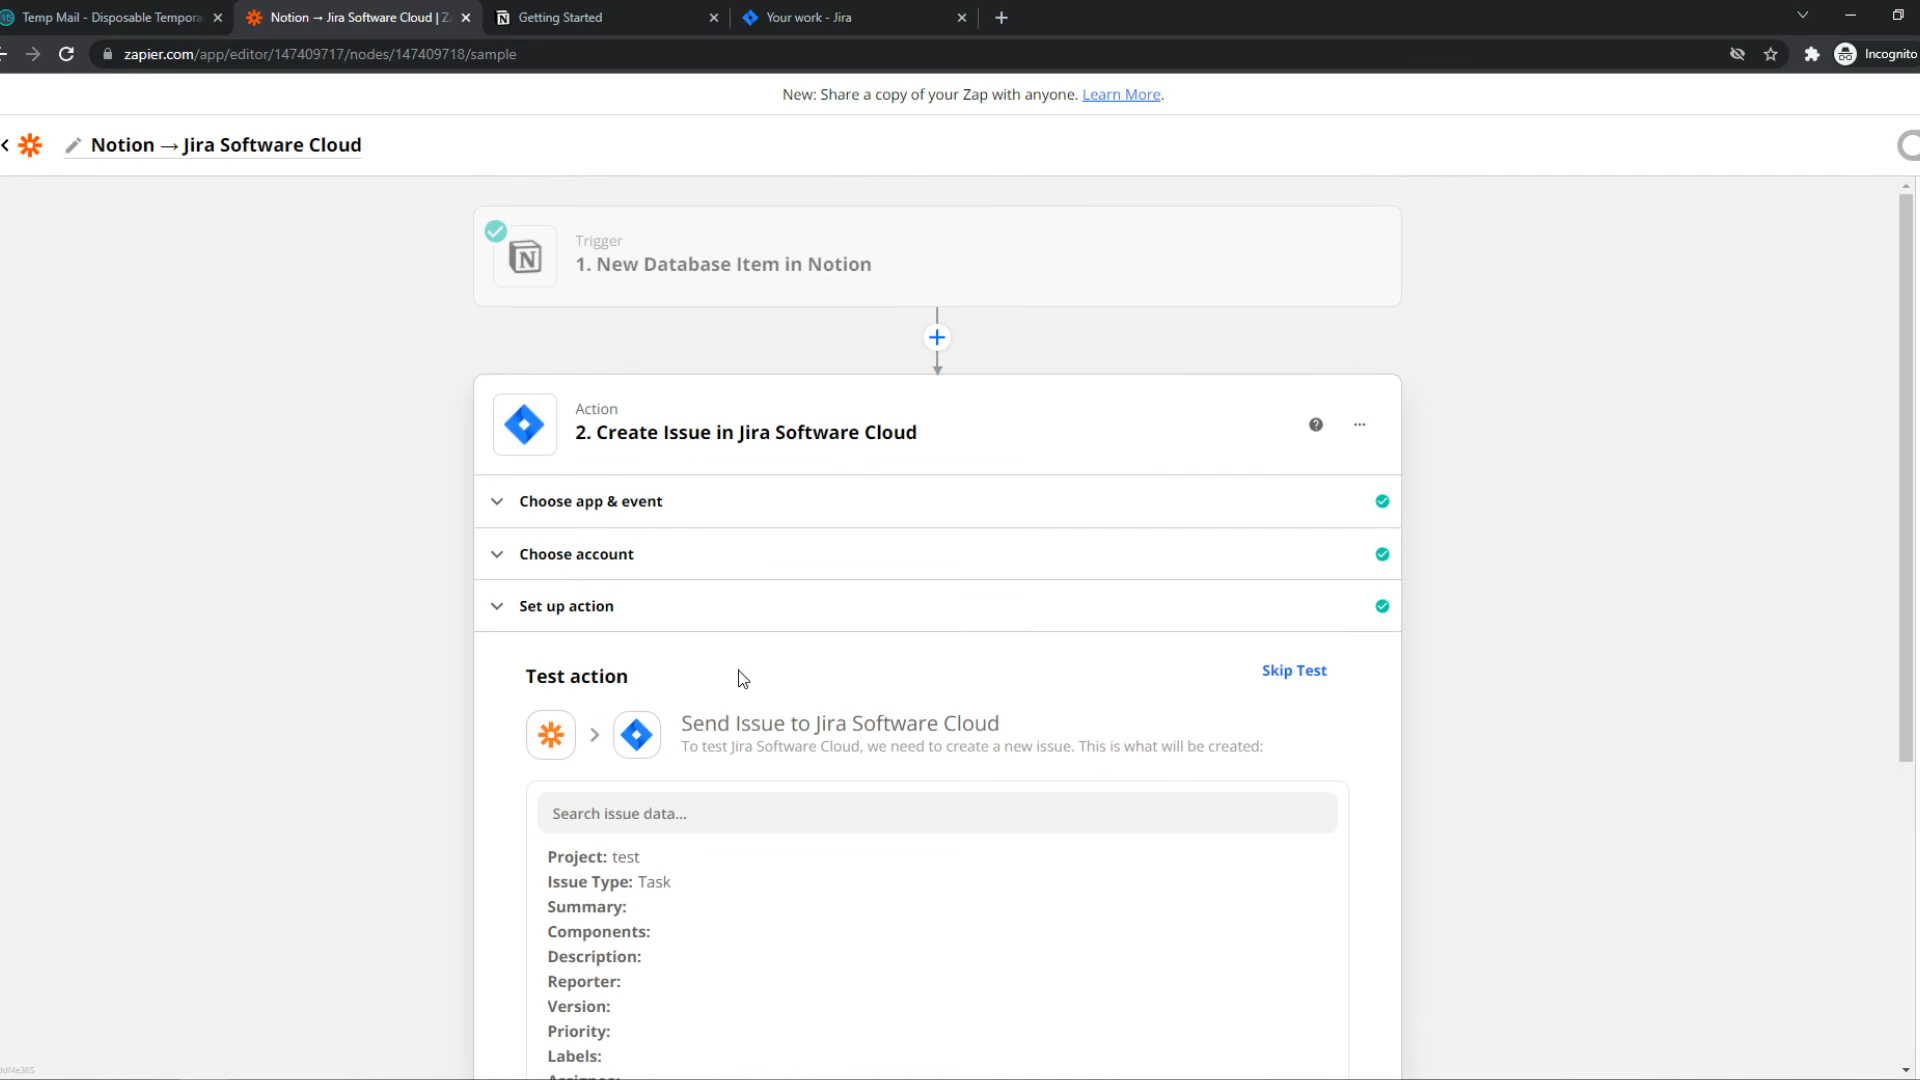 Temp Mail - Disposable Tempora
Notion → Jira Software Cloud | Z
Getting Started
Your work - Jira
zapier.com/app/editor/147409717/nodes/147409718/sample
Incognito
New: Share a copy of your Zap with anyone. Learn More.
Notion → Jira Software Cloud
Trigger
1. New Database Item in Notion
Action
2. Create Issue in Jira Software Cloud
Choose app & event
Choose account
Set up action
Test action
Skip Test
Send Issue to Jira Software Cloud
To test Jira Software Cloud, we need to create a new issue. This is what will be created:
Search issue data...
Project: test
Issue Type: Task
Summary:
Components:
Description:
Reporter:
Version:
Priority:
Labels: